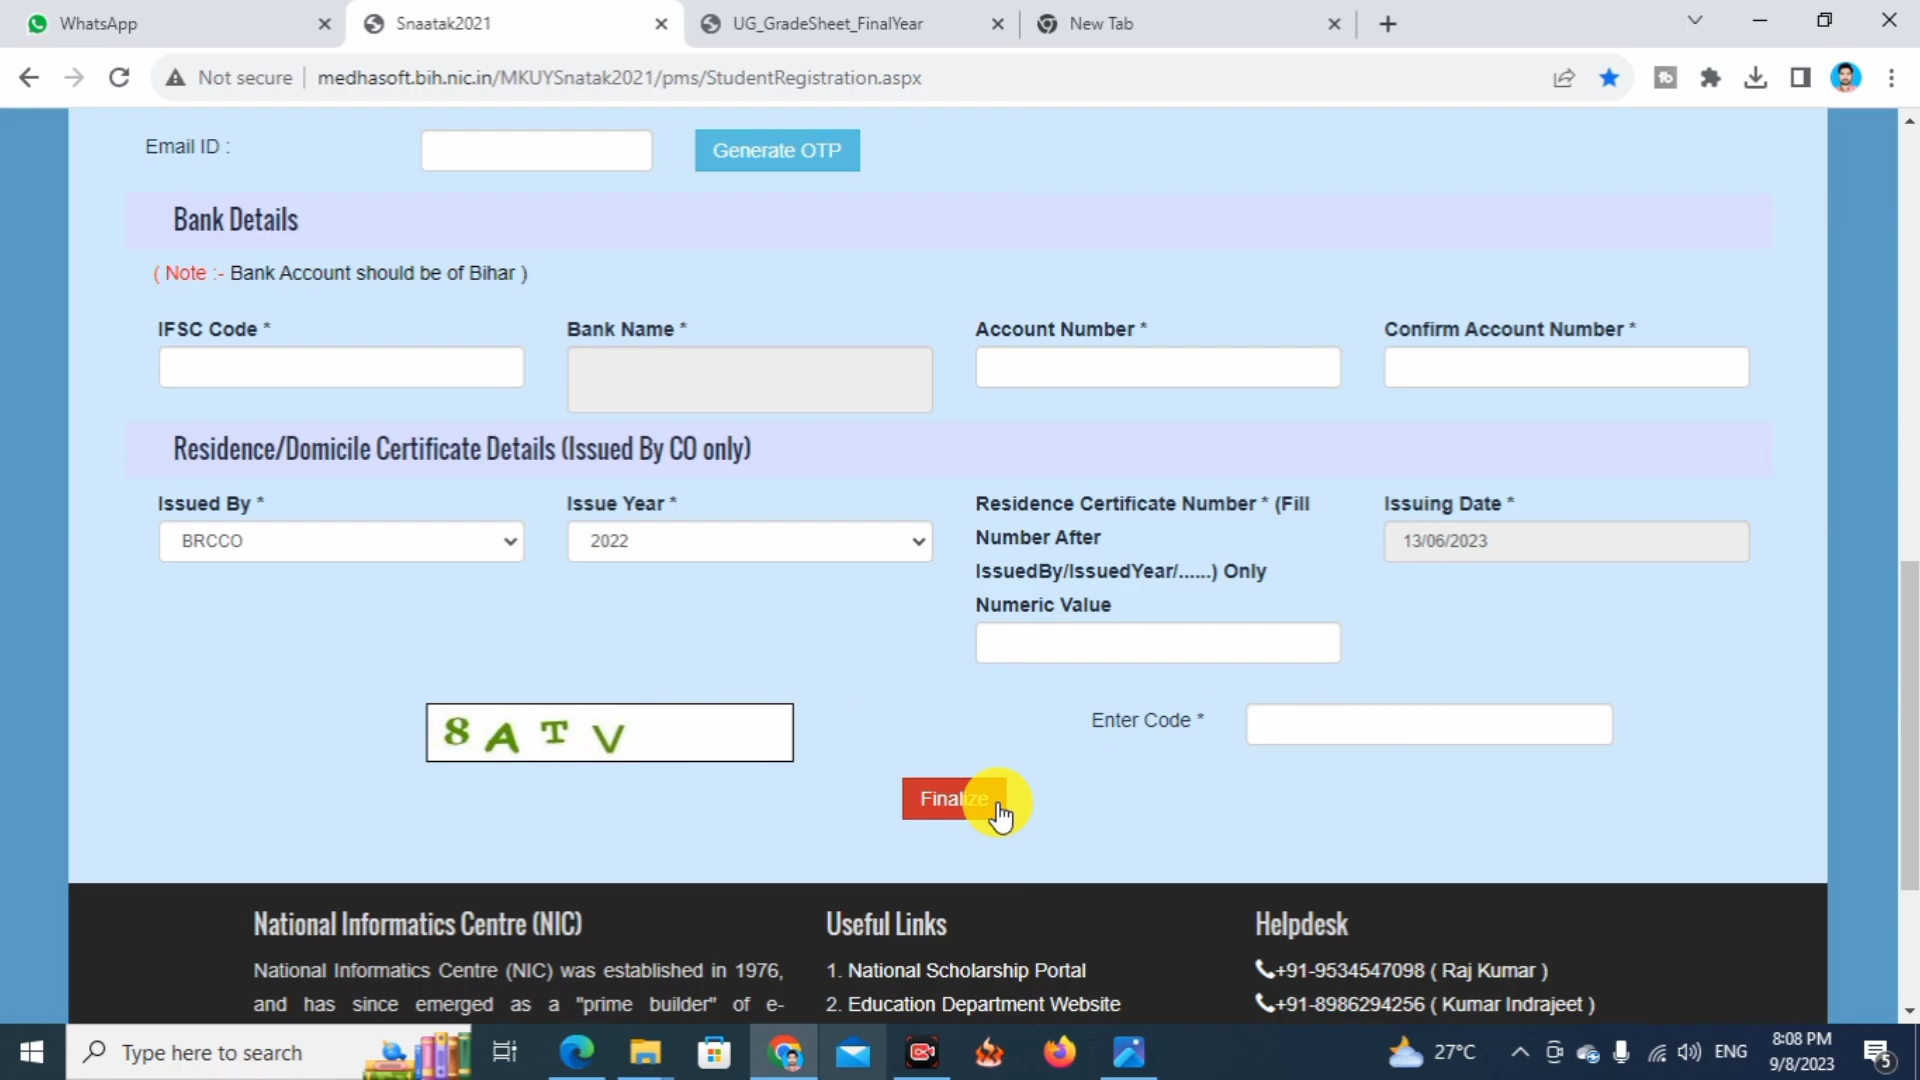 WhatsApp
Snaatak2021
UG_GradeSheet_FinalYear
New Tab
Not secure
medhasoft.bih.nic.in/MKUYSnatak2021/pms/StudentRegistration.aspx
Email ID :
Generate OTP
Bank Details
( Note :- Bank Account should be of Bihar )
IFSC Code *
Bank Name *
Account Number *
Confirm Account Number *
Residence/Domicile Certificate Details (Issued By CO only)
Issued By *
Issue Year *
Residence Certificate Number * (Fill
Number After
IssuedBy/IssuedYear/......) Only
Numeric Value
Issuing Date *
BRCCO
2022
13/06/2023
8 A T V
Enter Code *
Finalize
National Informatics Centre (NIC)
Useful Links
Helpdesk
National Informatics Centre (NIC) was established in 1976,
and has since emerged as a "prime builder" of e-
1. National Scholarship Portal
2. Education Department Website
+91-9534547098 ( Raj Kumar )
+91-8986294256 ( Kumar Indrajeet )
Type here to search
27°C
ENG
8:08 PM
9/8/2023
5